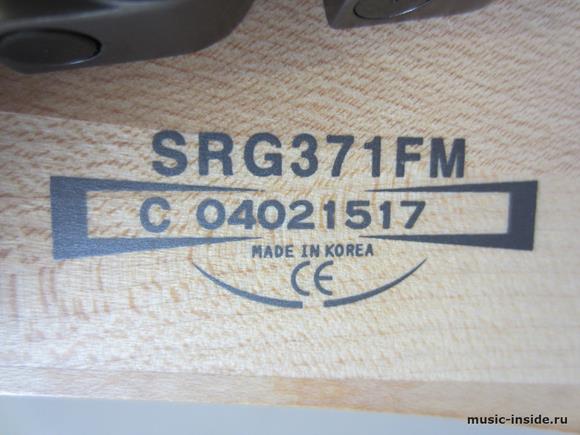 SRG371FM
C 04021517
MADE IN KOREA
CE
music-inside.ru